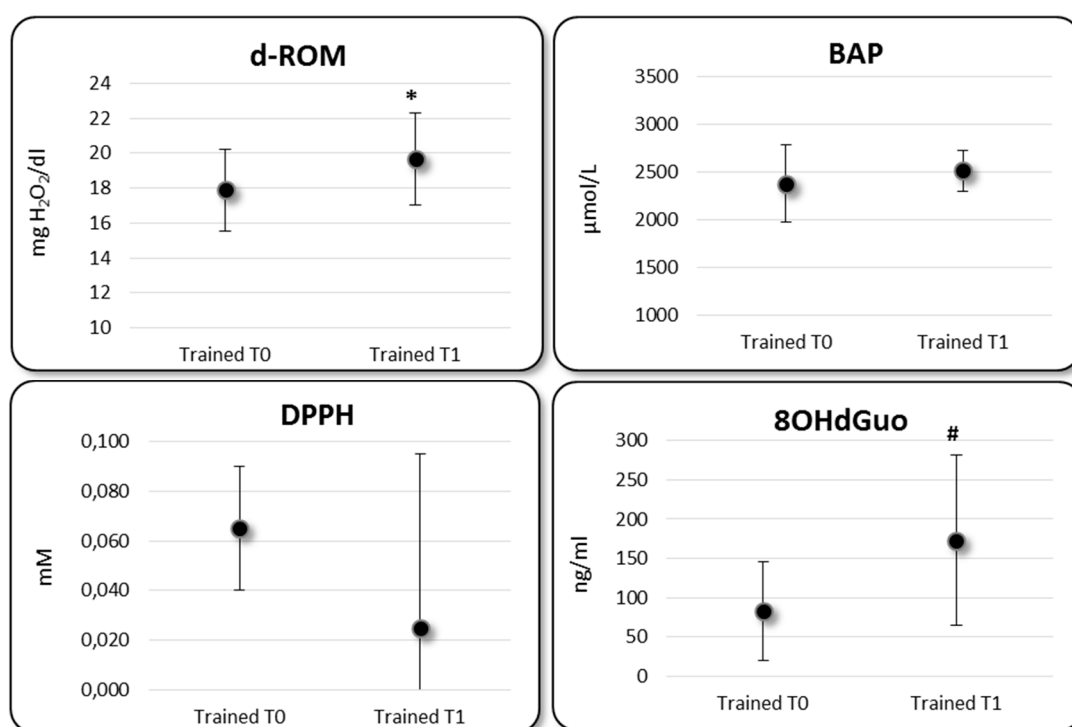 d-ROM
mg H₂O₂/dl
24
22
20
18
16
14
12
10
*
Trained T0 Trained T1
BAP
µmol/L
3500
3000
2500
2000
1500
1000
Trained T0 Trained T1
DPPH
mM
0,100
0,080
0,060
0,040
0,020
0,000
Trained T0 Trained T1
8OHdGuo
ng/ml
300
250
200
150
100
50
0
#
Trained T0 Trained T1